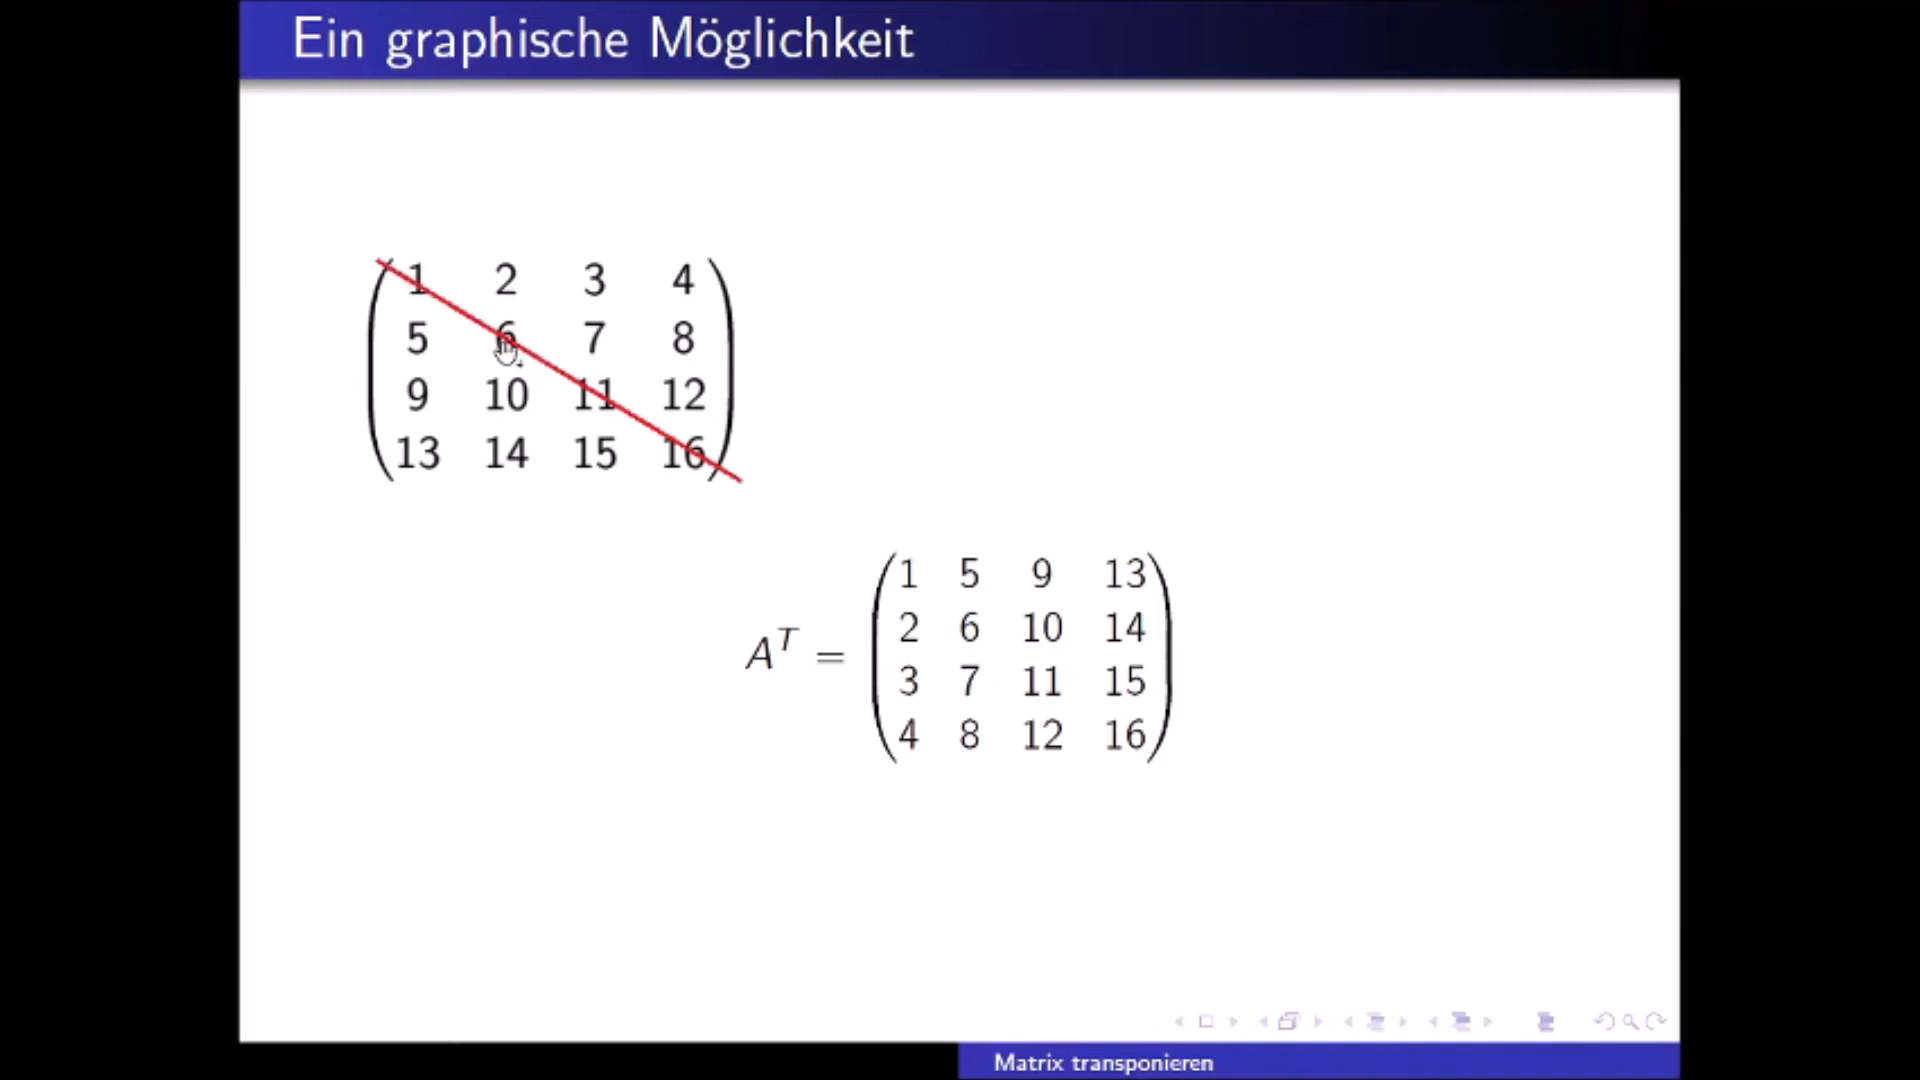 Ein graphische Möglichkeit
1 2 3 4
5 6 7 8
9 10 11 12
13 14 15 16
1 5 9 13
2 6 10 14
A^T =
3 7 11 15
4 8 12 16
Matrix transponieren